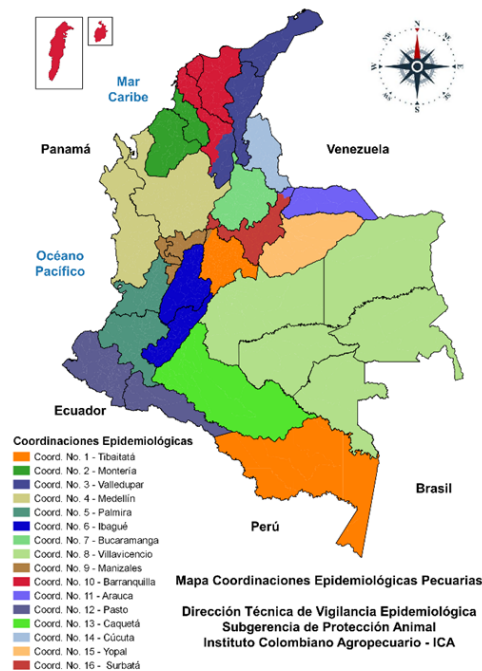 N
W
E
S
Mar
Caribe
Panamá
Venezuela
Océano
Pacífico
Ecuador
Brasil
Perú
Coordinaciones Epidemiológicas
Coord. No. 1 - Tibaitatá
Coord. No. 2 - Montería
Coord. No. 3 - Valledupar
Coord. No. 4 - Medellín
Coord. No. 5 - Palmira
Coord. No. 6 - Ibagué
Coord. No. 7 - Bucaramanga
Coord. No. 8 - Villavicencio
Coord. No. 9 - Manizales
Coord. No. 10 - Barranquilla
Coord. No. 11 - Arauca
Coord. No. 12 - Pasto
Coord. No. 13 - Caquetá
Coord. No. 14 - Cúcuta
Coord. No. 15 - Yopal
Coord. No. 16 - Surbatá
Mapa Coordinaciones Epidemiológicas Pecuarias
Dirección Técnica de Vigilancia Epidemiológica
Subgerencia de Protección Animal
Instituto Colombiano Agropecuario - ICA